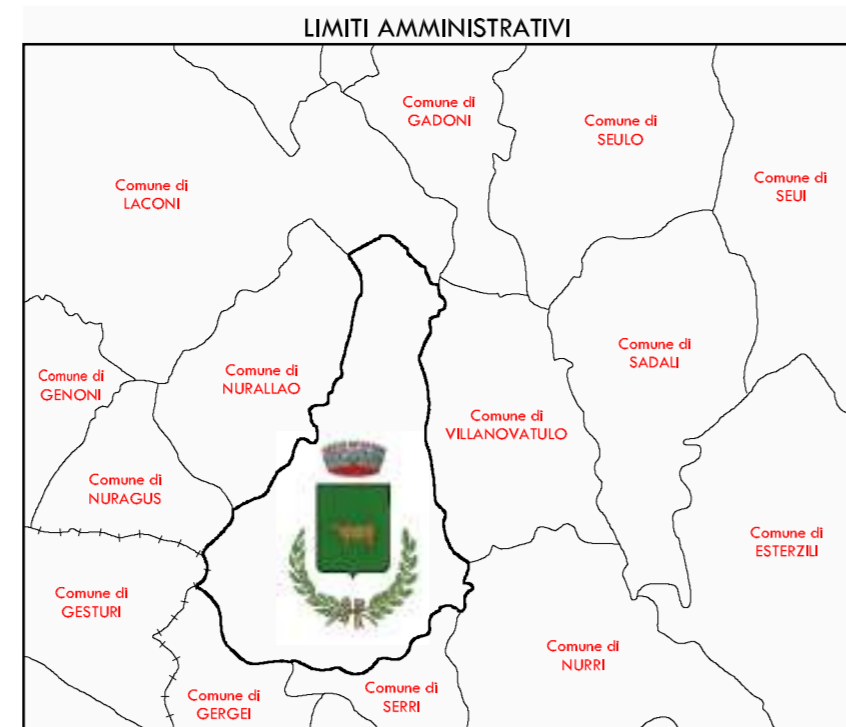 LIMITI AMMINISTRATIVI
Comune di
GADONI
Comune di
SEULO
Comune di
SEUI
Comune di
LACONI
Comune di
SADALI
Comune di
NURALLAO
Comune di
GENONI
Comune di
VILLANOVATULO
Comune di
NURAGUS
Comune di
ESTERZILI
Comune di
GESTURI
Comune di
NURRI
Comune di
SERRI
Comune di
GERGEI